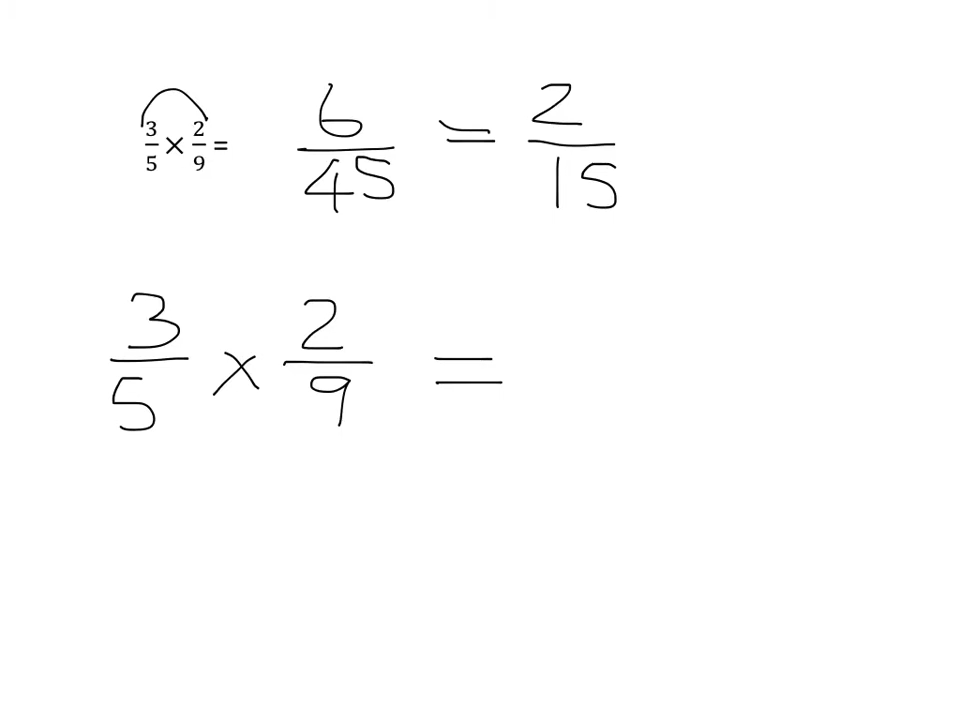 3/5 × 2/9 = 6/45 = 2/15
3/5 × 2/9 =